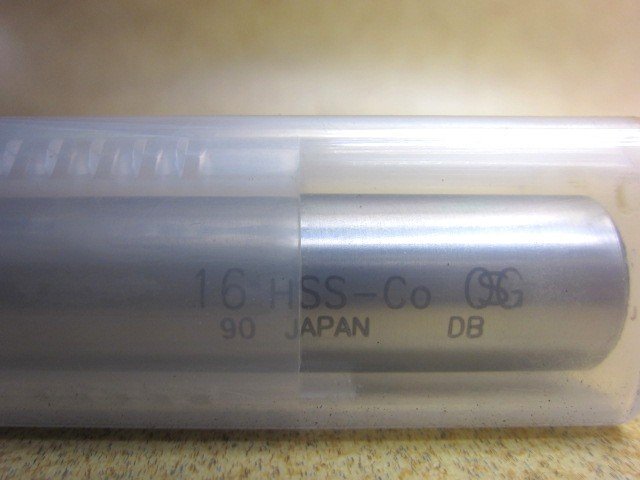 16 HSS-Co OSG
90 JAPAN DB